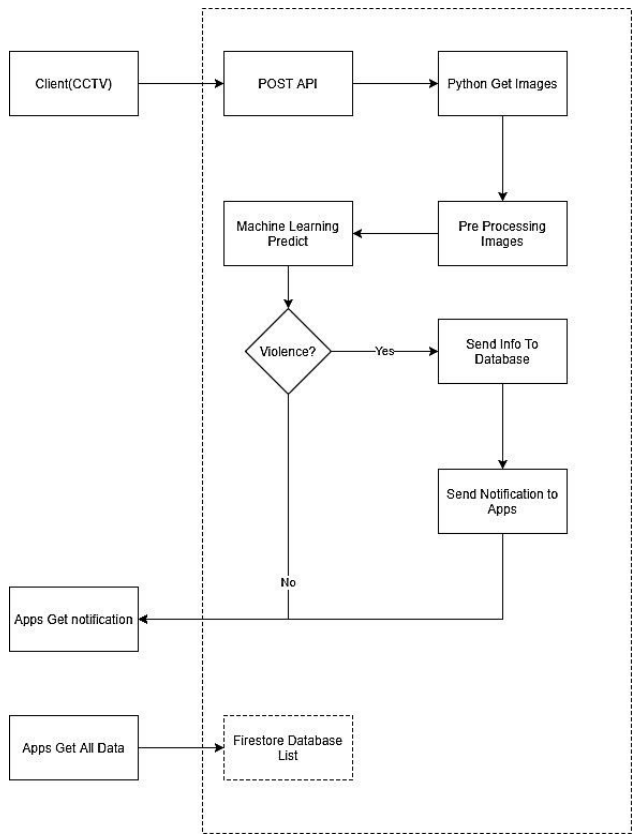 Client(CCTV)
POST API
Python Get Images
Machine Learning
Predict
Pre Processing
Images
Violence?
Yes
Send Info To
Database
Send Notification to
Apps
No
Apps Get notification
Apps Get All Data
Firestore Database
List